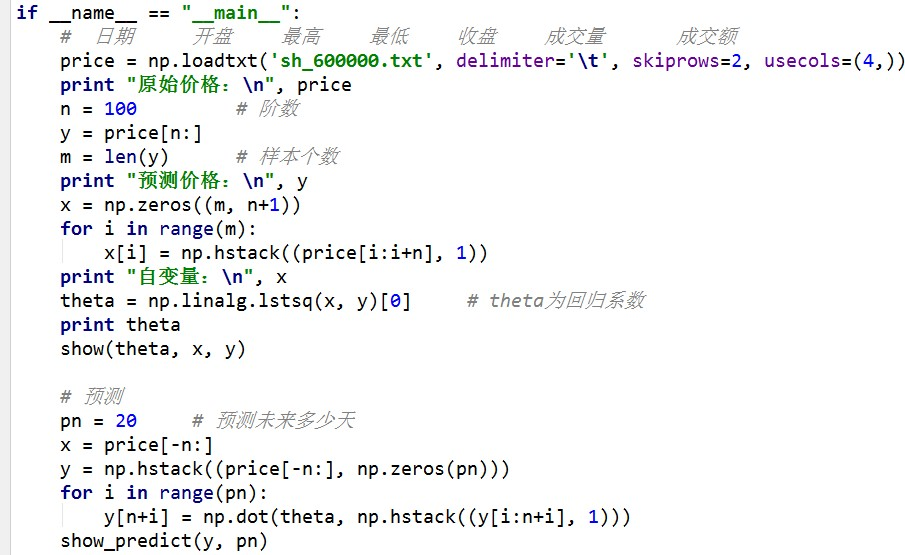 if __name__ == "__main__":
    #  日期      开盘     最高     最低     收盘     成交量       成交额
    price = np.loadtxt('sh_600000.txt', delimiter='\t', skiprows=2, usecols=(4,))
    print "原始价格：\n", price
    n = 100         # 阶数
    y = price[n:]
    m = len(y)      # 样本个数
    print "预测价格：\n", y
    x = np.zeros((m, n+1))
    for i in range(m):
        x[i] = np.hstack((price[i:i+n], 1))
    print "自变量：\n", x
    theta = np.linalg.lstsq(x, y)[0]     # theta为回归系数
    print theta
    show(theta, x, y)

    # 预测
    pn = 20     # 预测未来多少天
    x = price[-n:]
    y = np.hstack((price[-n:], np.zeros(pn)))
    for i in range(pn):
        y[n+i] = np.dot(theta, np.hstack((y[i:n+i], 1)))
    show_predict(y, pn)